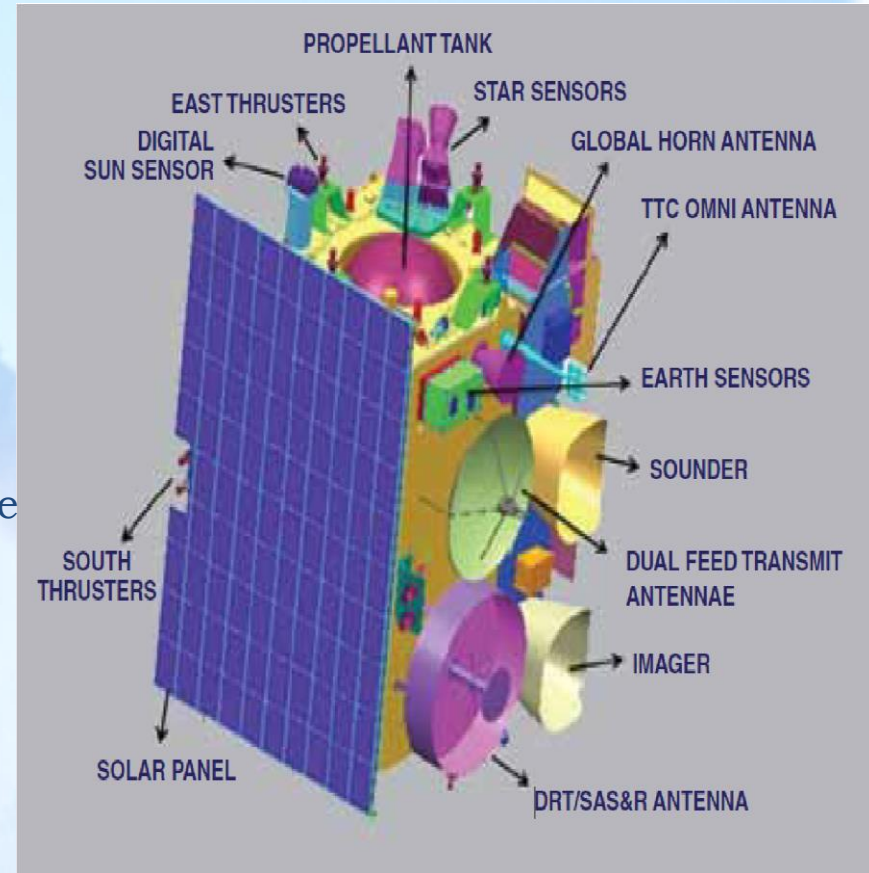 PROPELLANT TANK
EAST THRUSTERS
STAR SENSORS
DIGITAL
SUN SENSOR
GLOBAL HORN ANTENNA
TTC OMNI ANTENNA
EARTH SENSORS
SOUNDER
e
SOUTH
THRUSTERS
DUAL FEED TRANSMIT
ANTENNAE
IMAGER
SOLAR PANEL
DRT/SAS&R ANTENNA